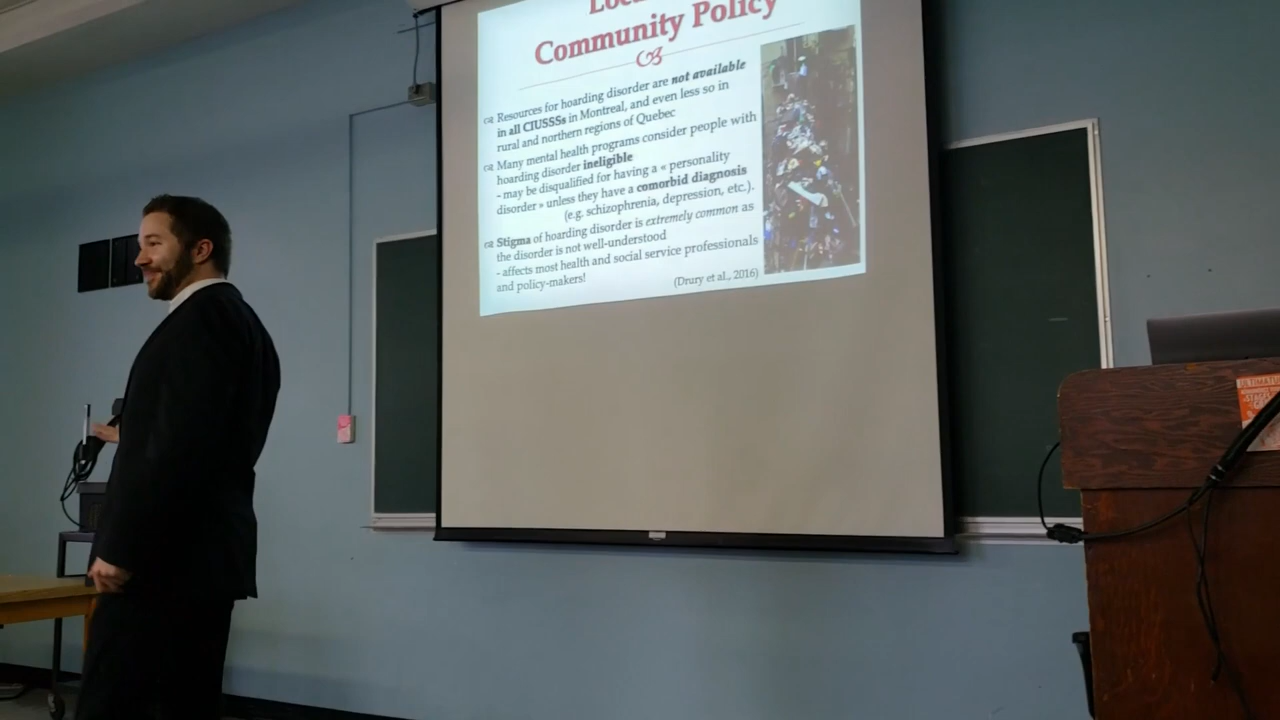 Community Policy
Resources for hoarding disorder are not available
in all CIUSSSs in Montreal, and even less so in
rural and northern regions of Quebec
Many mental health programs consider people with
hoarding disorder ineligible
- may be disqualified for having a « personality
disorder » unless they have a comorbid diagnosis
(e.g. schizophrenia, depression, etc.).
Stigma of hoarding disorder is extremely common as
the disorder is not well-understood
- affects most health and social service professionals
and policy-makers!
(Drury et al., 2016)